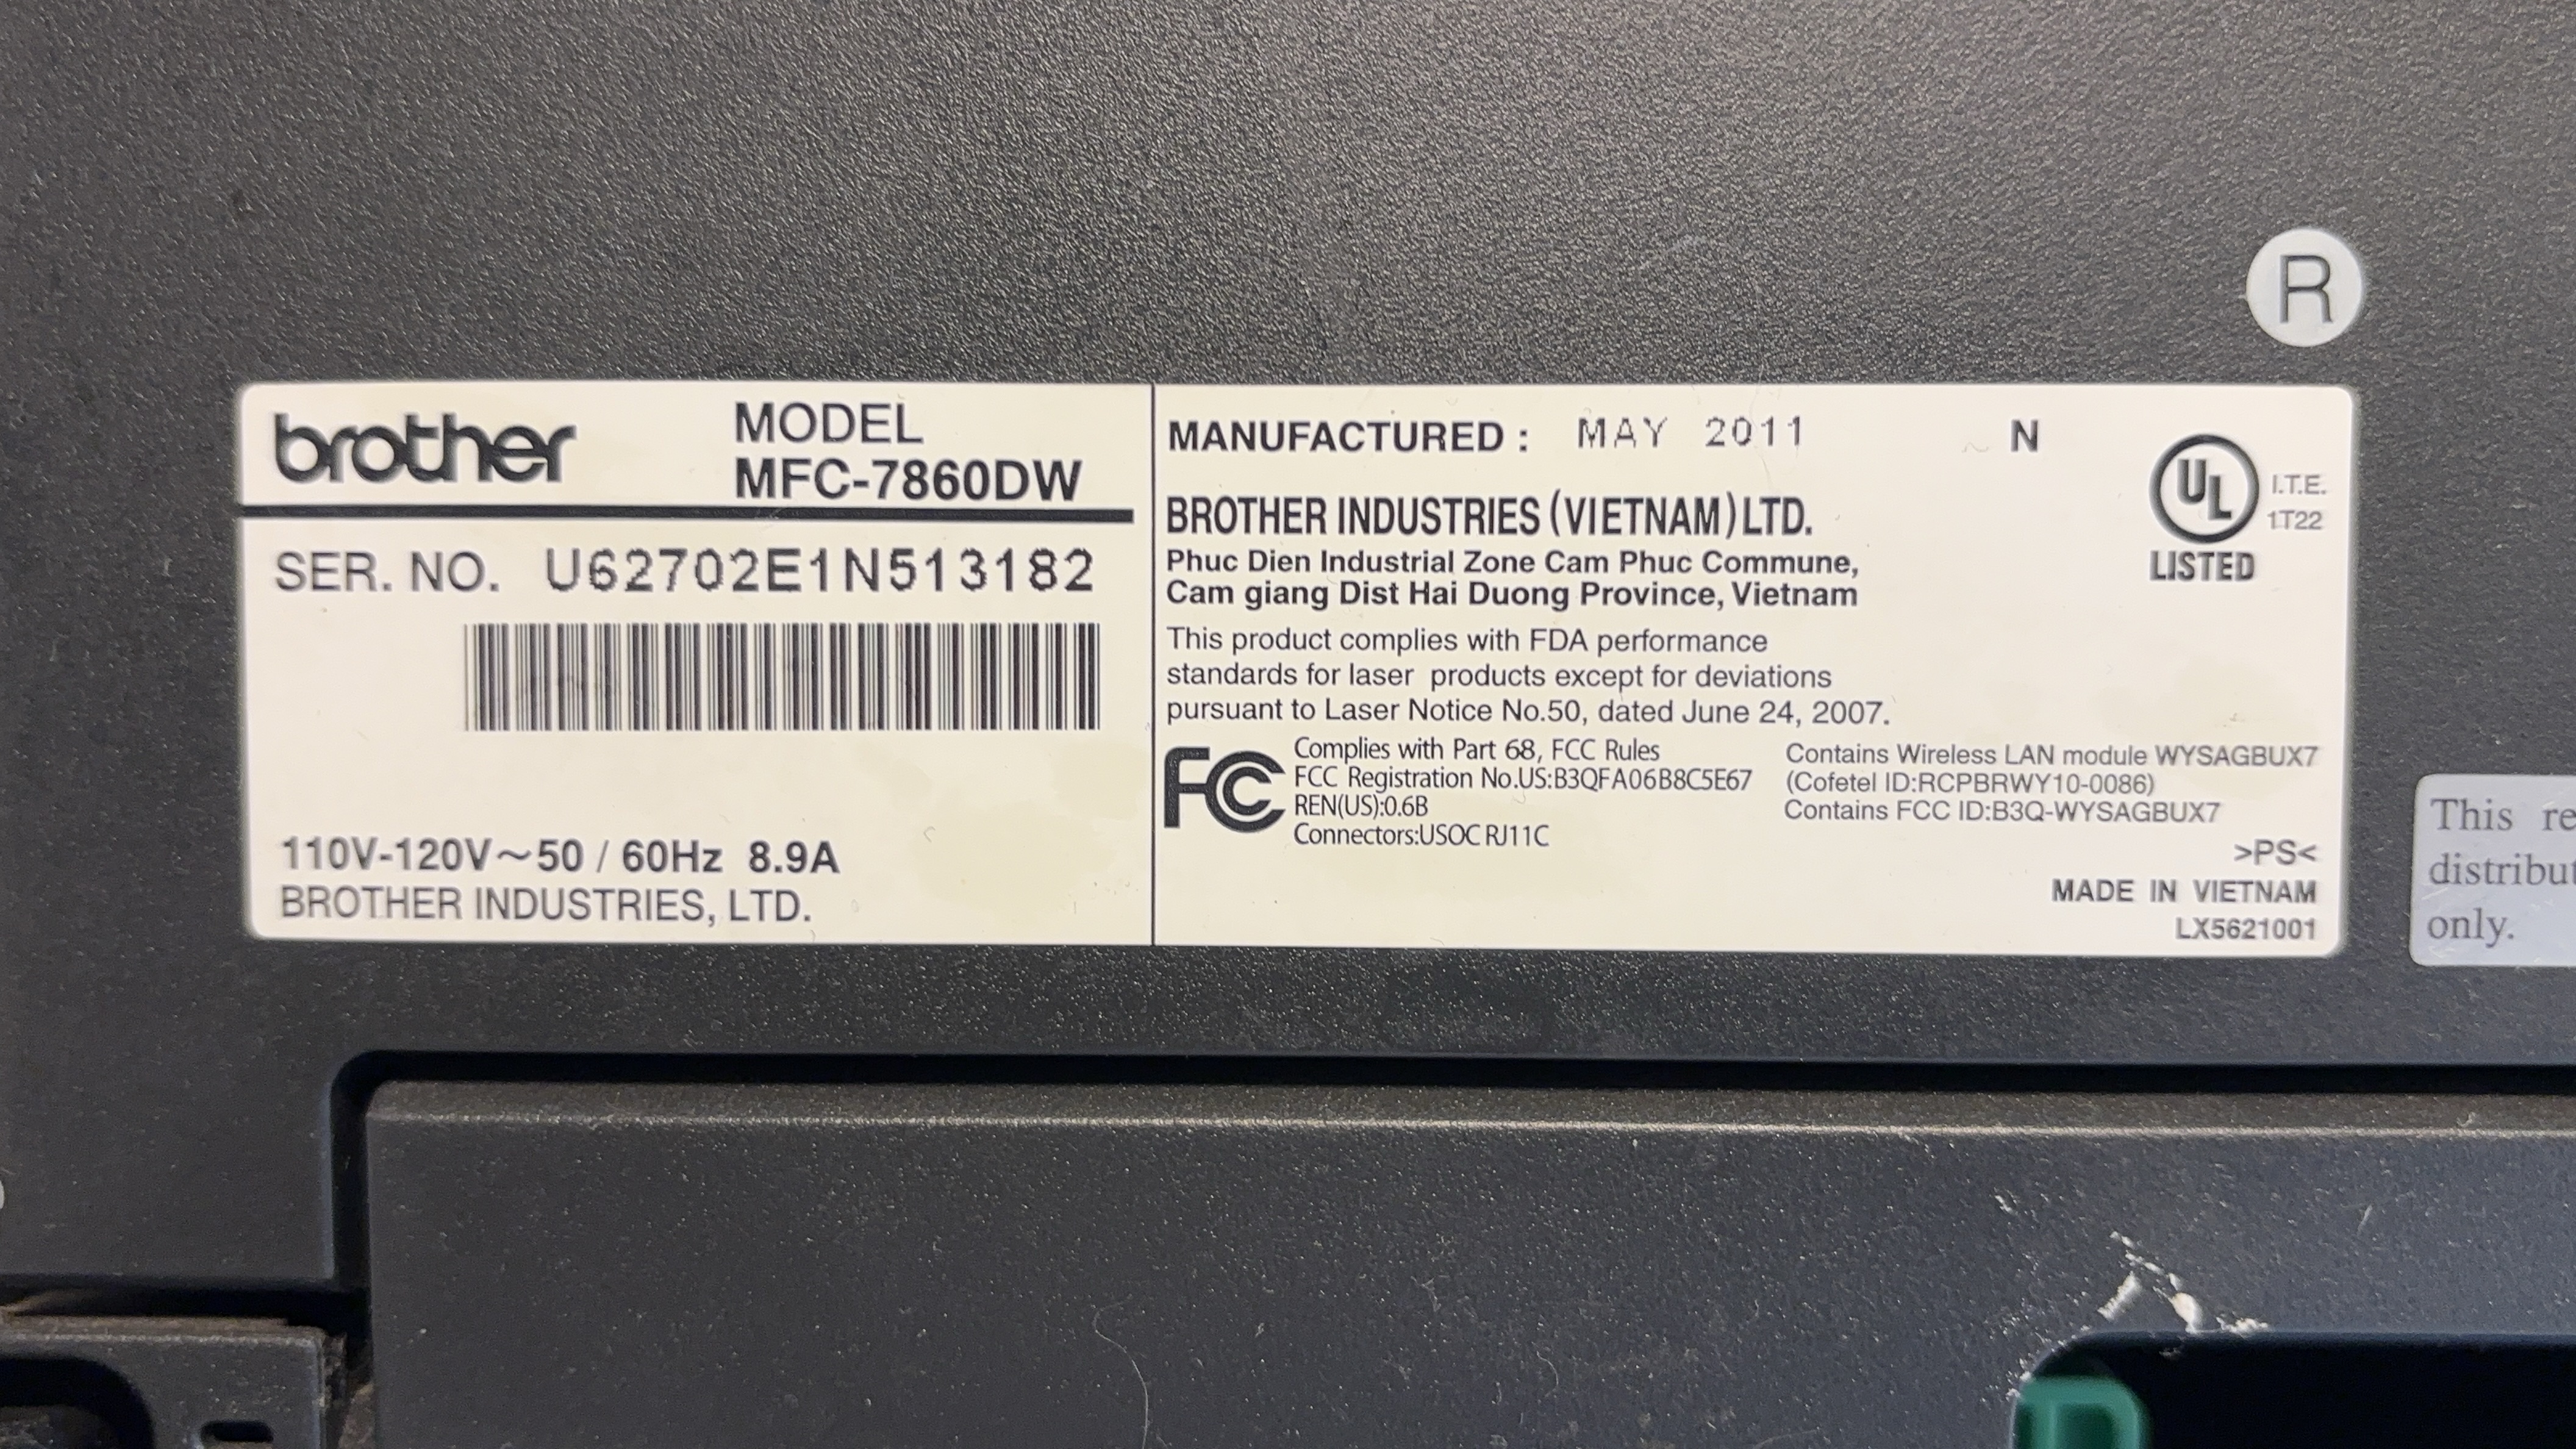 R
brother
MODEL
MFC-7860DW
SER. NO. U62702E1N513182
110V-120V～50 / 60Hz 8.9A
BROTHER INDUSTRIES, LTD.
MANUFACTURED : MAY 2011 N
BROTHER INDUSTRIES (VIETNAM) LTD.
Phuc Dien Industrial Zone Cam Phuc Commune,
Cam giang Dist Hai Duong Province, Vietnam
This product complies with FDA performance
standards for laser products except for deviations
pursuant to Laser Notice No.50, dated June 24, 2007.
FC
Complies with Part 68, FCC Rules
FCC Registration No.US:B3QFA06B8C5E67
REN(US):0.6B
Connectors:USOC RJ11C
UL
LISTED
I.T.E.
1T22
Contains Wireless LAN module WYSAGBUX7
(Cofetel ID:RCPBRWY10-0086)
Contains FCC ID:B3Q-WYSAGBUX7
>PS<
MADE IN VIETNAM
LX5621001
This re
distribut
only.